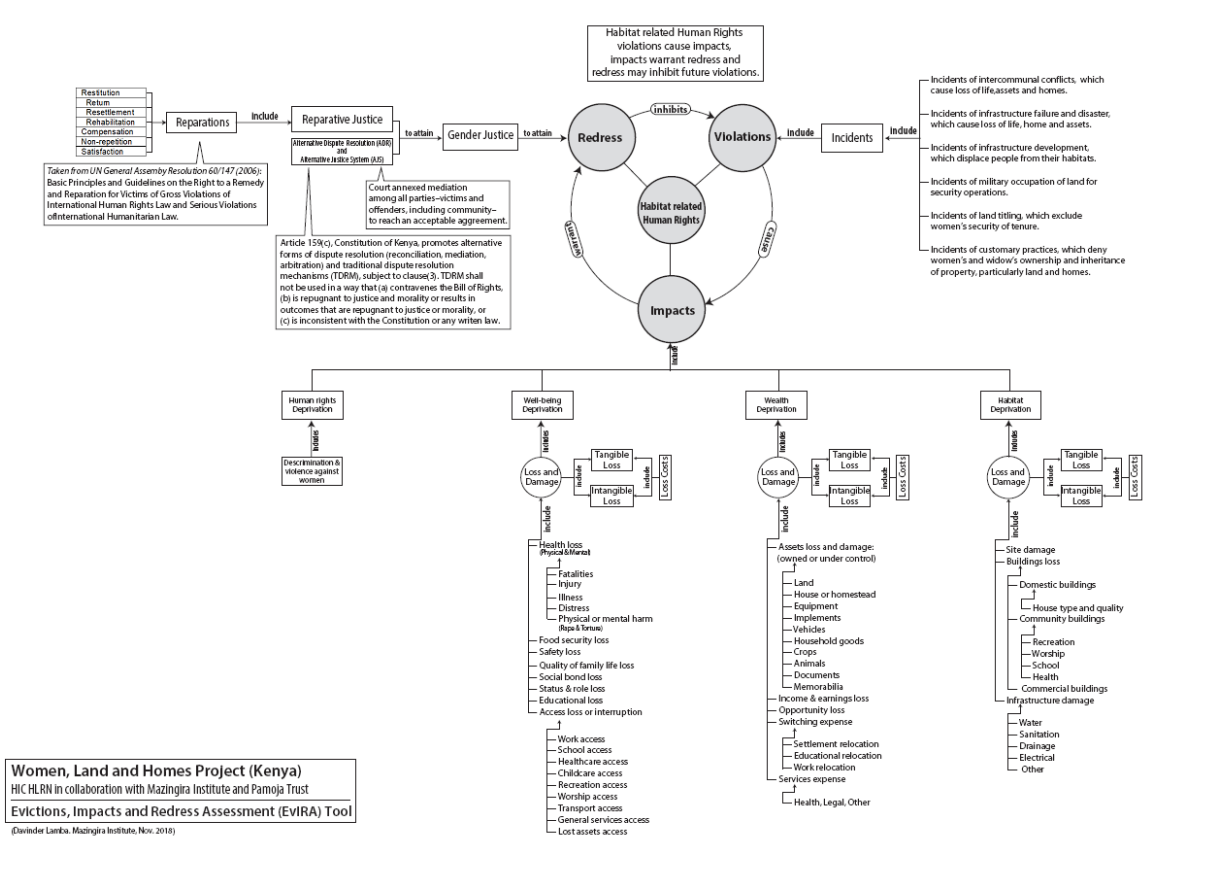 Habitat related Human Rights
violations cause impacts,
impacts warrant redress and
redress may inhibit future violations.
Restitution
Return
Resettlement
Rehabilitation
Compensation
Non-repetition
Satisfaction
Reparations
include
Reparative Justice
Alternative Dispute Resolution (ADR)
and
Alternative Justice System (AJS)
to attain
Gender Justice
to attain
Redress
inhibits
Violations
include
Incidents
include
Incidents of intercommunal conflicts, which
cause loss of life,assets and homes.
Incidents of infrastructure failure and disaster,
which cause loss of life, home and assets.
Incidents of infrastructure development,
which displace people from their habitats.
Incidents of military occupation of land for
security operations.
Incidents of land titling, which exclude
women's security of tenure.
Incidents of customary practices, which deny
women's and widow's ownership and inheritance
of property, particularly land and homes.
Taken from UN General Assemby Resolution 60/147 (2006):
Basic Principles and Guidelines on the Right to a Remedy
and Reparation for Victims of Gross Violations of
International Human Rights Law and Serious Violations
ofInternational Humanitarian Law.
Court annexed mediation
among all parties–victims and
offenders, including community–
to reach an acceptable aggreement.
Article 159(c), Constitution of Kenya, promotes alternative
forms of dispute resolution (reconciliation, mediation,
arbitration) and traditional dispute resolution
mechanisms (TDRM), subject to clause(3). TDRM shall
not be used in a way that (a) contravenes the Bill of Rights,
(b) is repugnant to justice and morality or results in
outcomes that are repugnant to justice or morality, or
(c) is inconsistent with the Constitution or any writen law.
Habitat related
Human Rights
warrant
cause
Impacts
include
Human rights
Deprivation
includes
Descrimination &
violence against
women
Well-being
Deprivation
includes
Loss and
Damage
include
Tangible
Loss
Intangible
Loss
include
Loss Costs
include
Health loss
(Physical & Mental)
Fatalities
Injury
Illness
Distress
Physical or mental harm
(Rape & Torture)
Food security loss
Safety loss
Quality of family life loss
Social bond loss
Status & role loss
Educational loss
Access loss or interruption
Work access
School access
Healthcare access
Childcare access
Recreation access
Worship access
Transport access
General services access
Lost assets access
Wealth
Deprivation
includes
Loss and
Damage
include
Tangible
Loss
Intangible
Loss
include
Loss Costs
include
Assets loss and damage:
(owned or under control)
Land
House or homestead
Equipment
Implements
Vehicles
Household goods
Crops
Animals
Documents
Memorabilia
Income & earnings loss
Opportunity loss
Switching expense
Settlement relocation
Educational relocation
Work relocation
Services expense
Health, Legal, Other
Habitat
Deprivation
includes
Loss and
Damage
include
Tangible
Loss
Intangible
Loss
include
Loss Costs
include
Site damage
Buildings loss
Domestic buildings
House type and quality
Community buildings
Recreation
Worship
School
Health
Commercial buildings
Infrastructure damage
Water
Sanitation
Drainage
Electrical
Other
Women, Land and Homes Project (Kenya)
HIC HLRN in collaboration with Mazingira Institute and Pamoja Trust
Evictions, Impacts and Redress Assessment (EvIRA) Tool
(Davinder Lamba. Mazingira Institute, Nov. 2018)